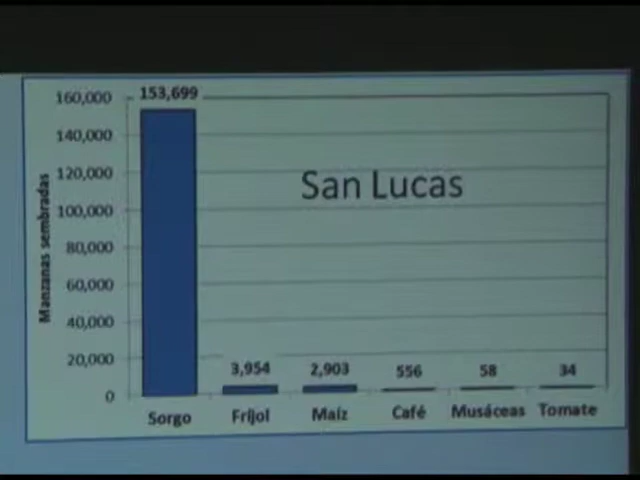 160,000
140,000
120,000
100,000
80,000
60,000
40,000
20,000
0
Manzanas sembradas
San Lucas
153,699
3,954
2,903
556
58
34
Sorgo
Frijol
Maíz
Café
Musáceas
Tomate